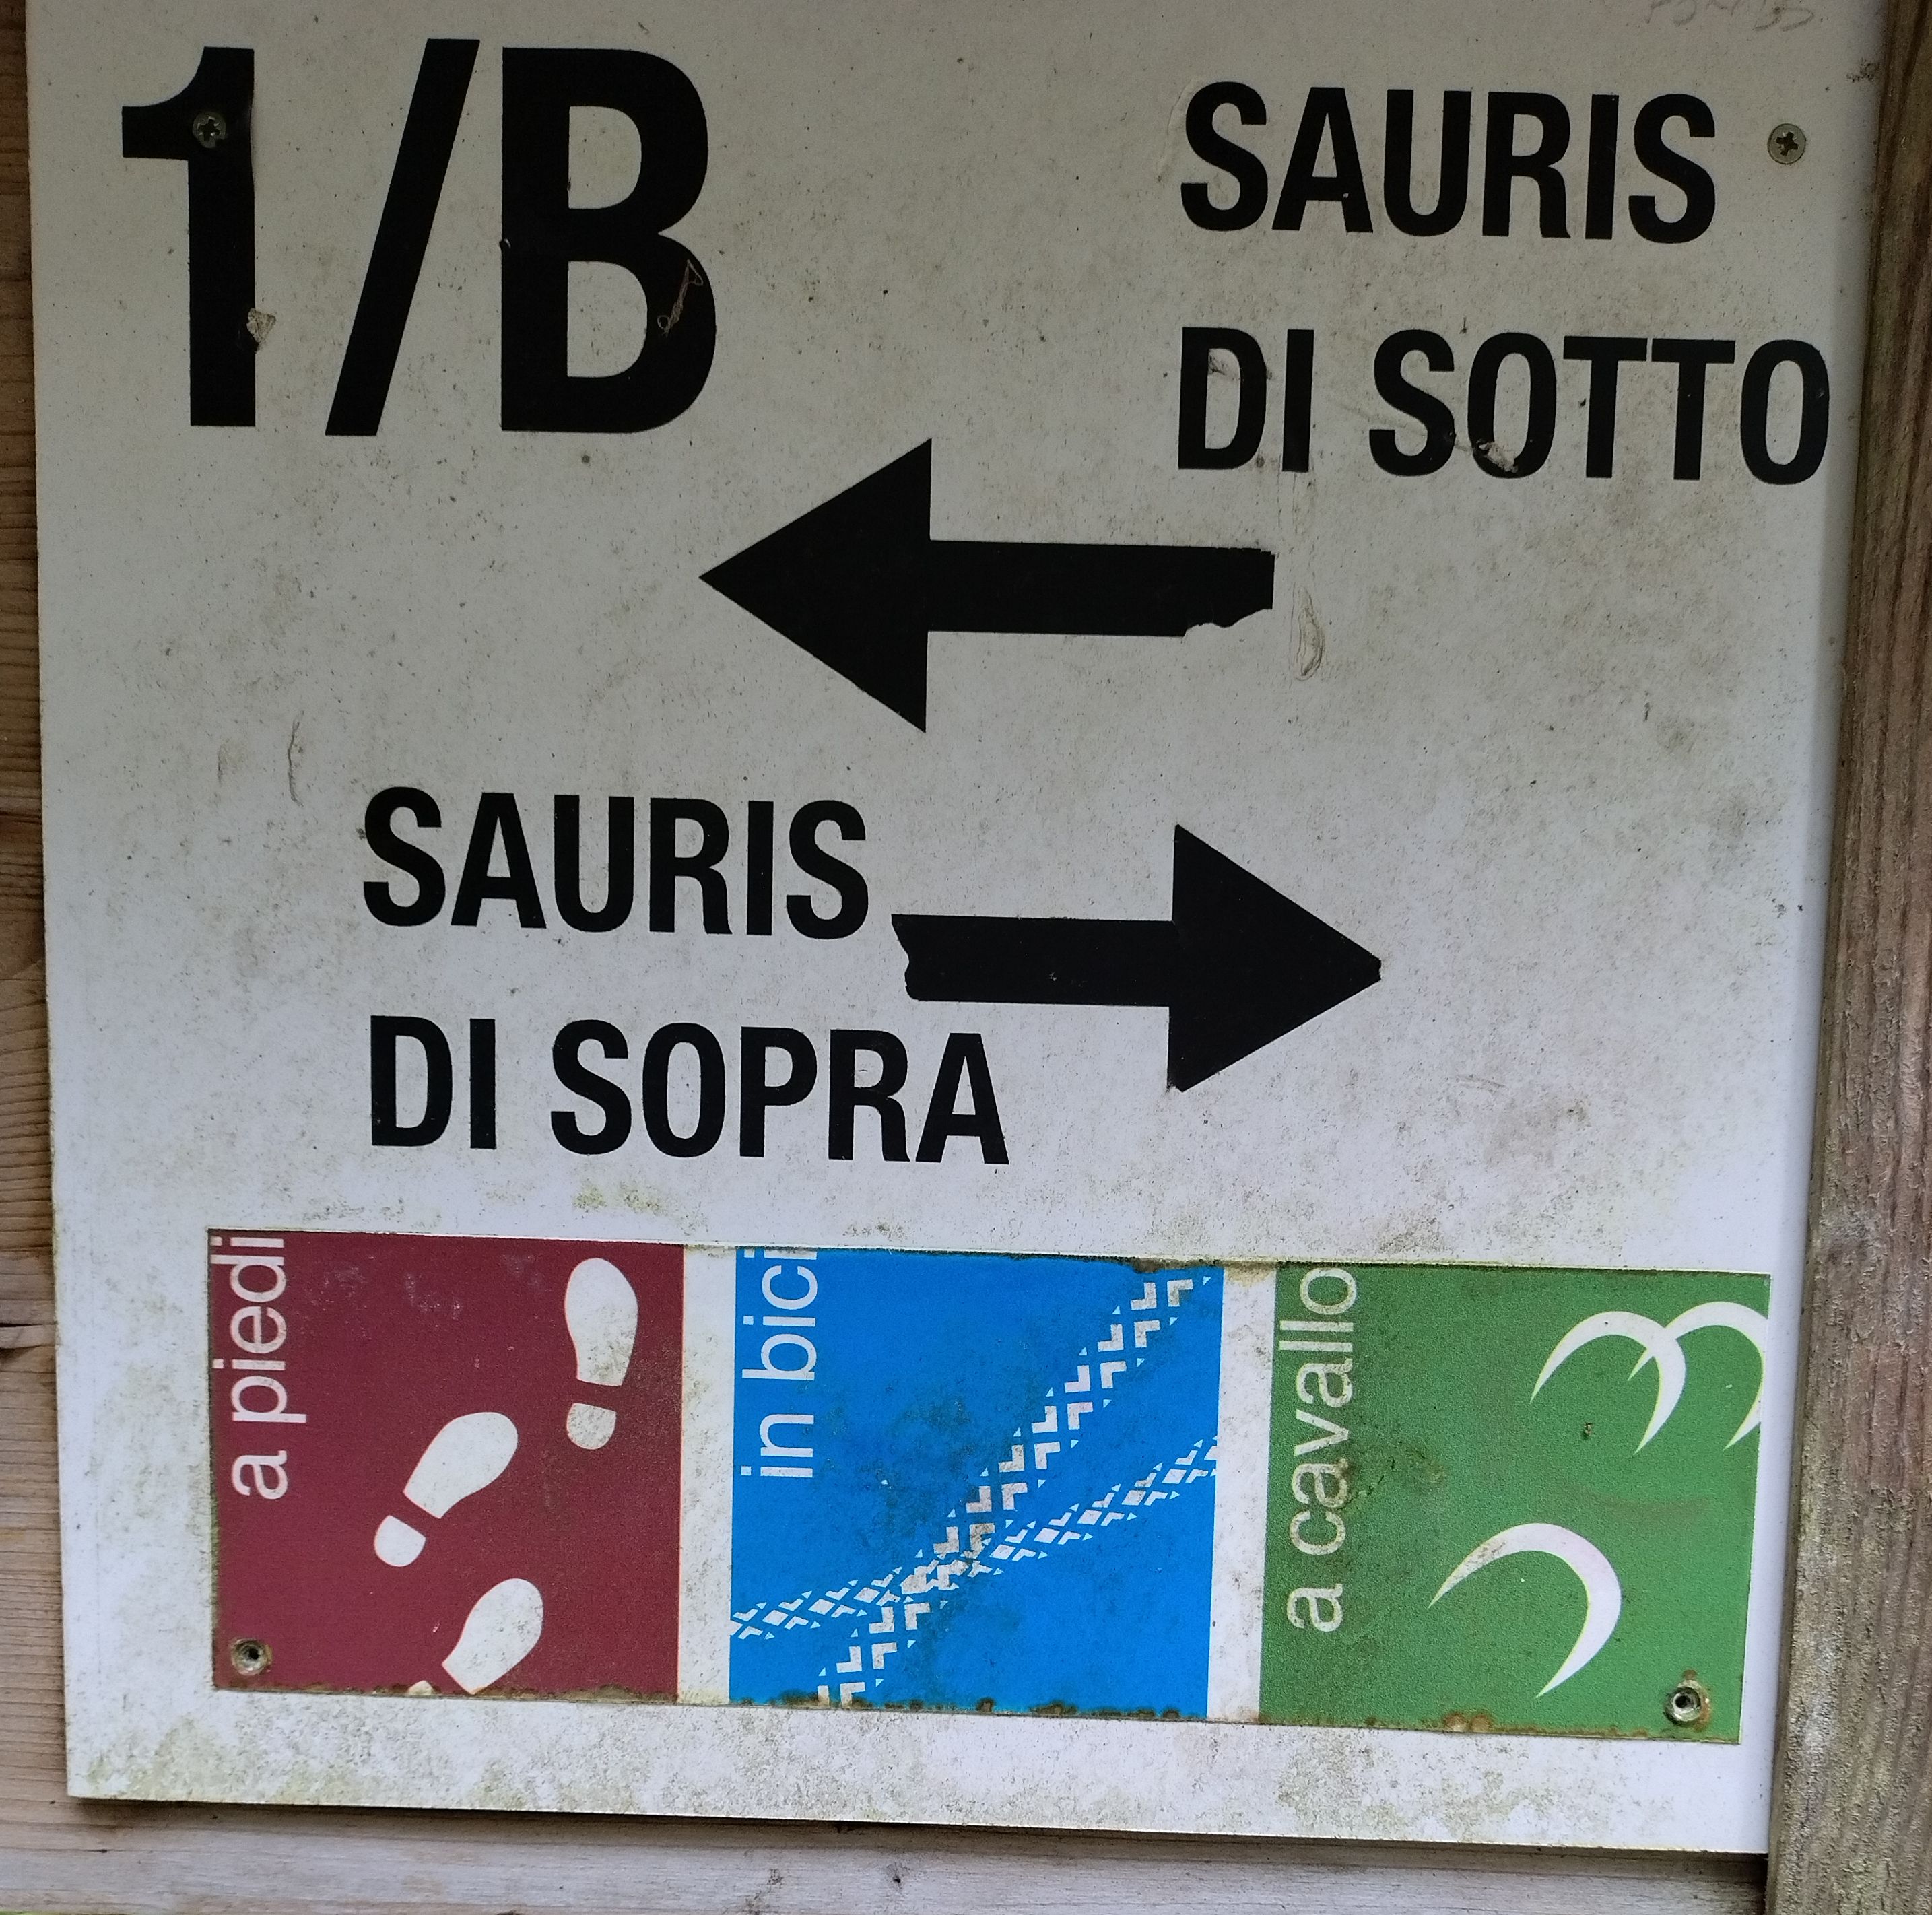 1/B
SAURIS
DI SOTTO
SAURIS
DI SOPRA
a piedi
in bici
a cavallo